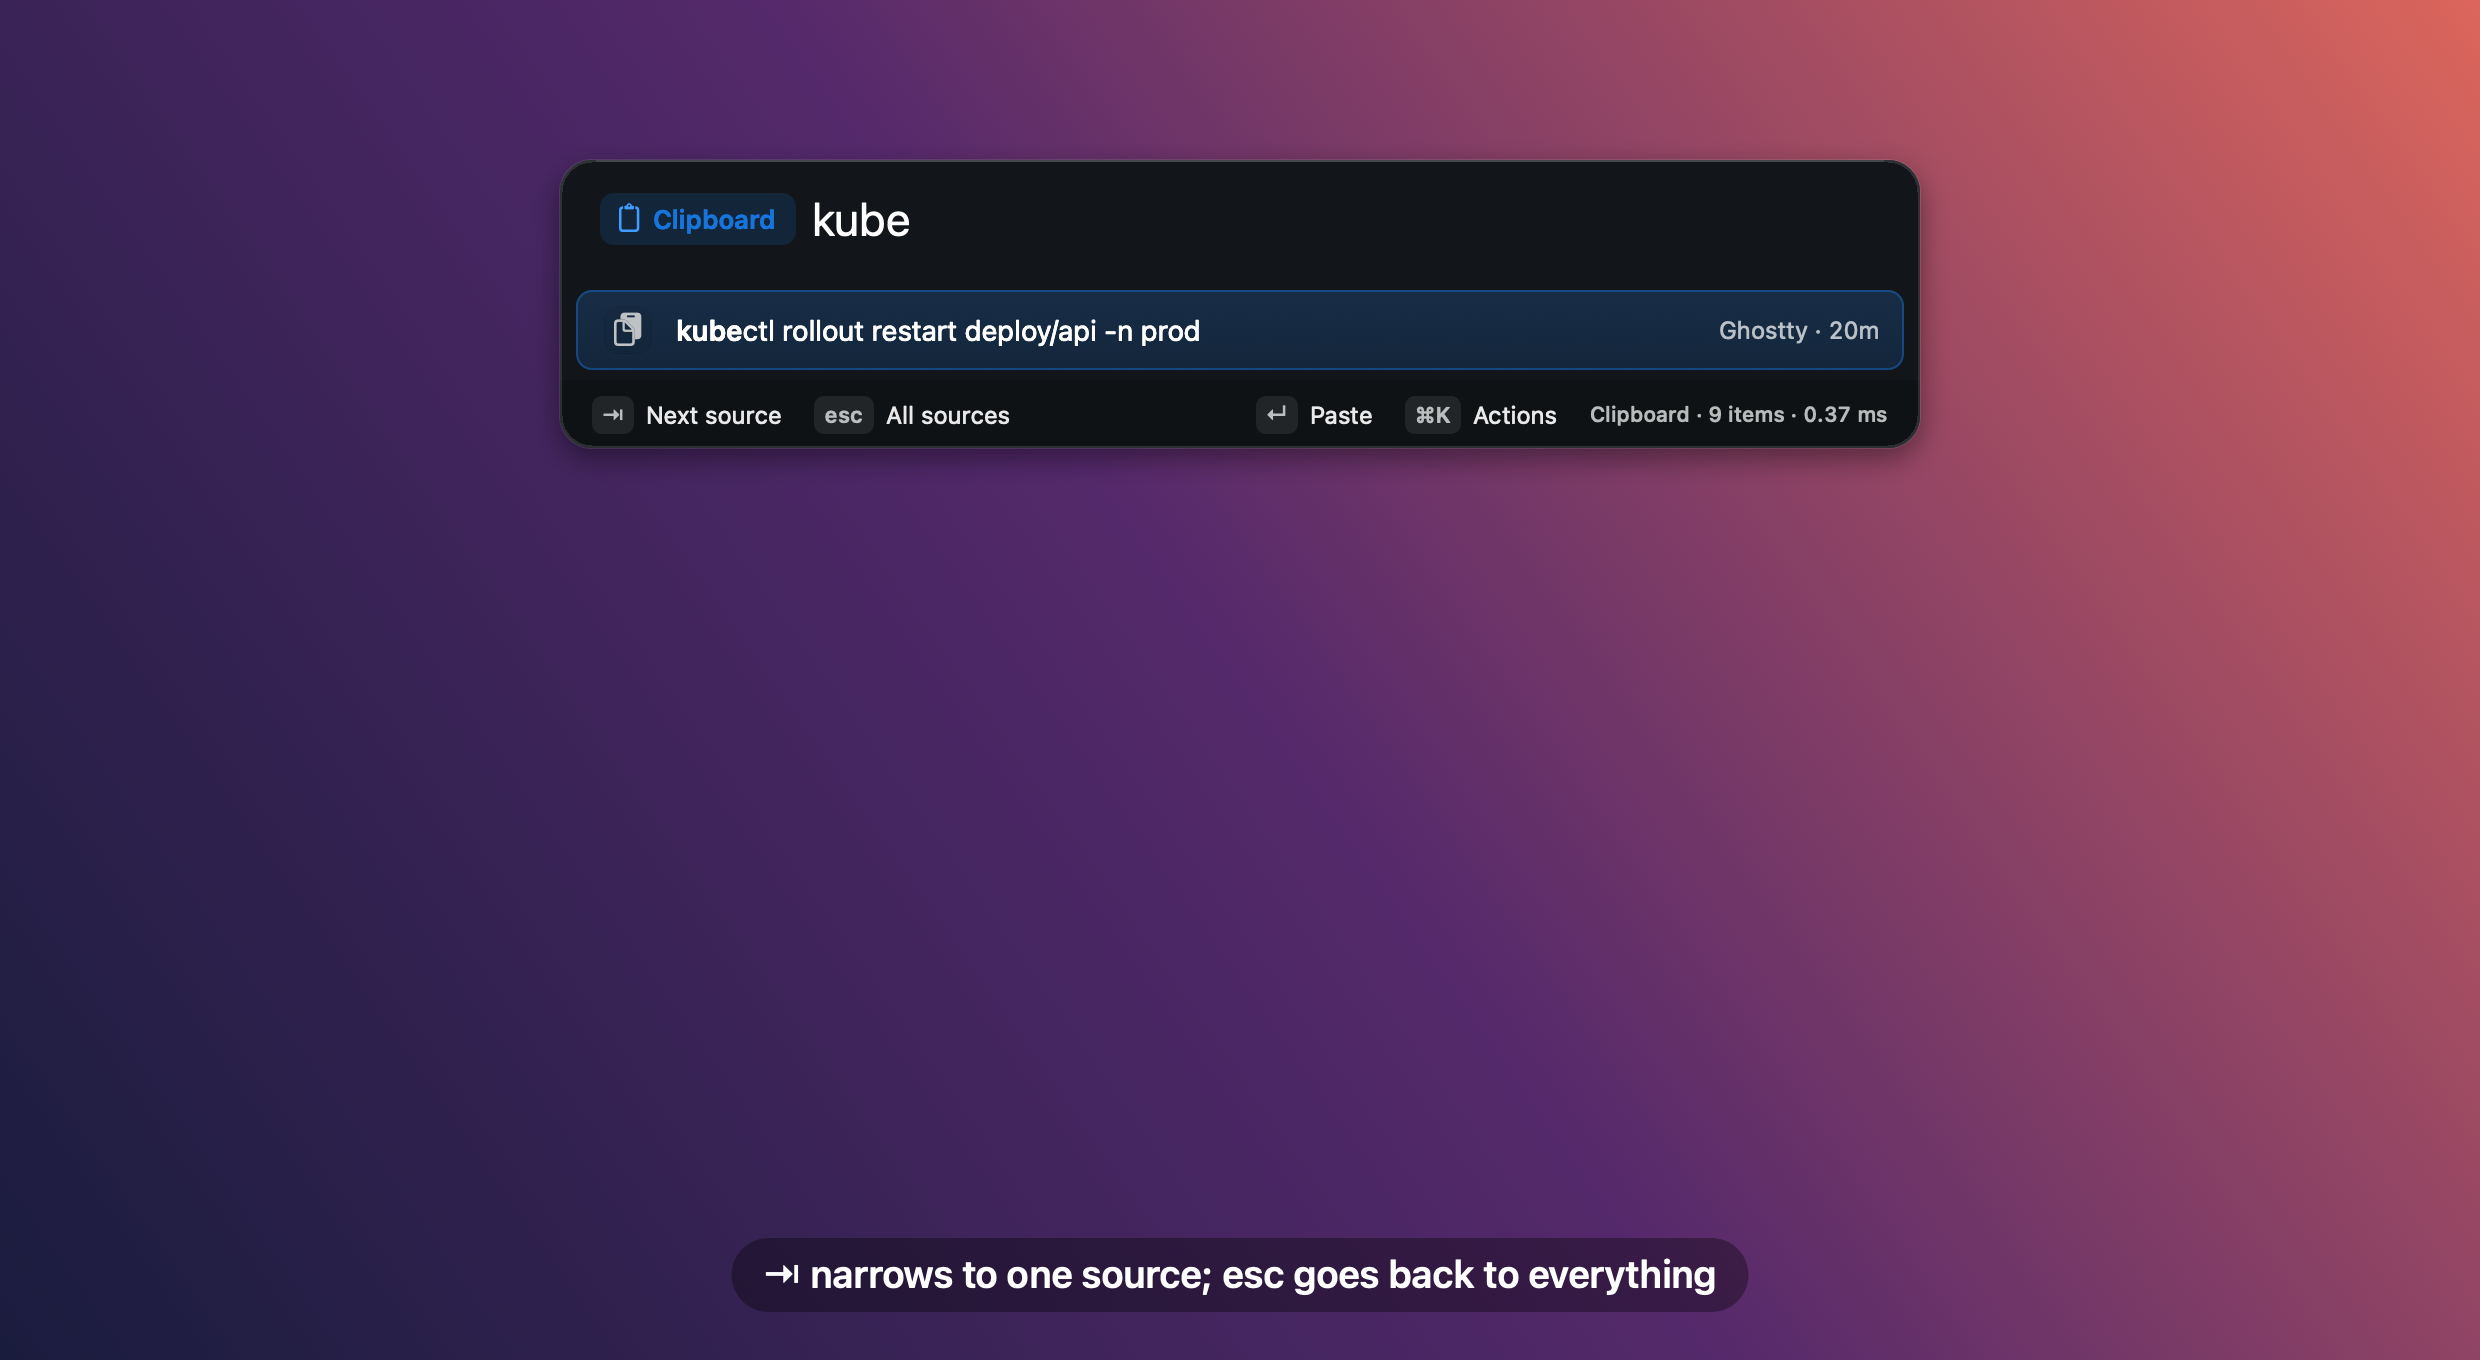 Clipboard kube
kubectl rollout restart deploy/api -n prod Ghostty · 20m
⇥ Next source esc All sources ↵ Paste ⌘K Actions Clipboard · 9 items · 0.37 ms
⇥ narrows to one source; esc goes back to everything